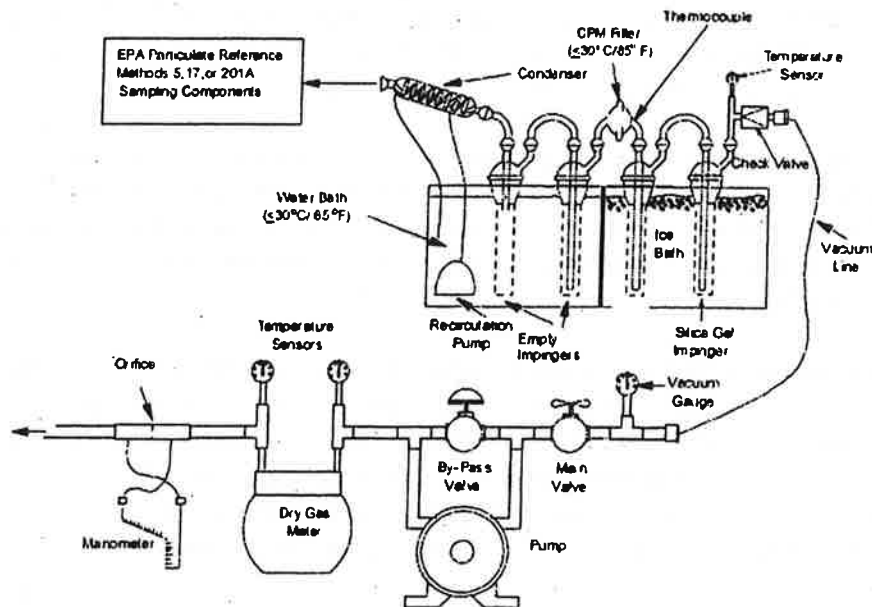 EPA Particulate Reference
Methods 5, 17, or 201A
Sampling Components
Condenser
CPM Filter
(≤30° C/85° F)
Thermocouple
Temperature
Sensor
Check Valve
Water Bath
(≤30°C/ 85°F)
Ice
Bath
Vacuum
Line
Recirculation
Pump
Empty
Impingers
Silica Gel
Impinger
Temperature
Sensors
Orifice
Vacuum
Gauge
By-Pass
Valve
Main
Valve
Dry Gas
Meter
Manometer
Pump